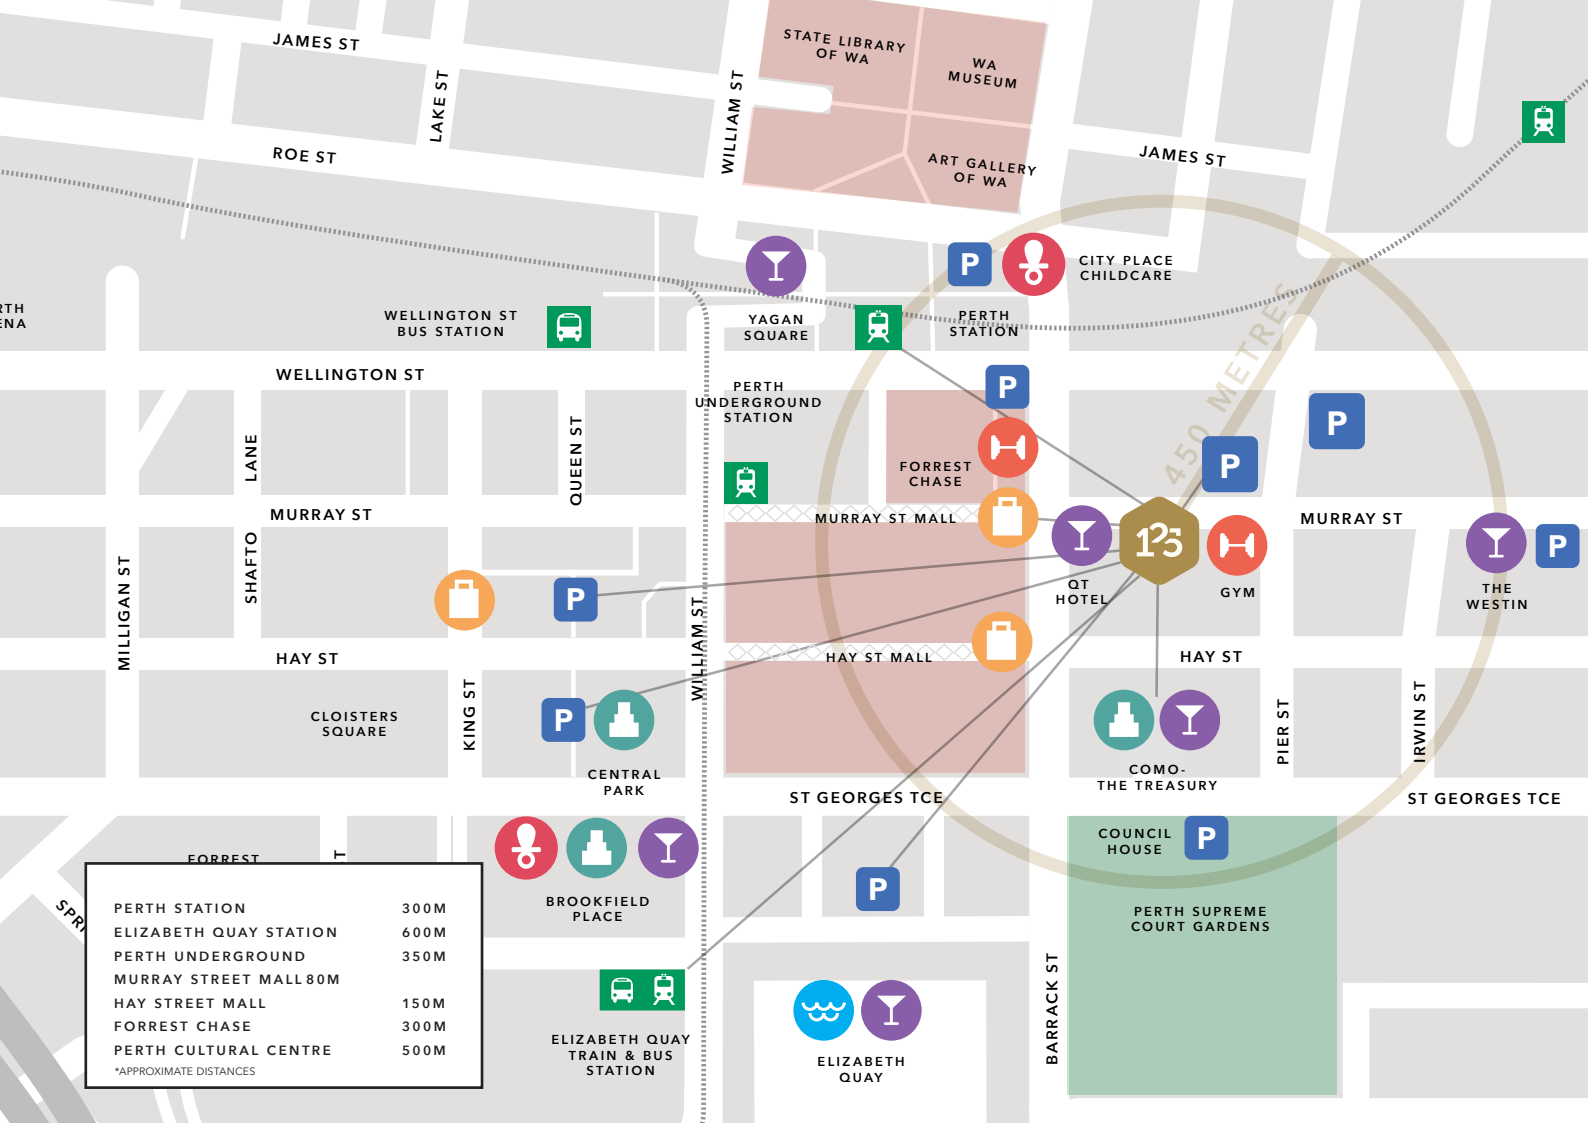 JAMES ST
LAKE ST
ROE ST
WILLIAM ST
STATE LIBRARY
OF WA
WA
MUSEUM
ART GALLERY
OF WA
JAMES ST
P
CITY PLACE
CHILDCARE
RTH
ENA
WELLINGTON ST
BUS STATION
YAGAN
SQUARE
PERTH
STATION
450 METRES
WELLINGTON ST
PERTH
UNDERGROUND
STATION
P
P
P
LANE
QUEEN ST
FORREST
CHASE
MURRAY ST
MURRAY ST MALL
123
MURRAY ST
P
SHAFTO
MILLIGAN ST
P
QT
HOTEL
GYM
THE
WESTIN
WILLIAM ST
HAY ST
HAY ST MALL
HAY ST
KING ST
CLOISTERS
SQUARE
P
PIER ST
IRWIN ST
CENTRAL
PARK
COMO-
THE TREASURY
ST GEORGES TCE
ST GEORGES TCE
COUNCIL
HOUSE
P
FORREST
T
P
BROOKFIELD
PLACE
PERTH SUPREME
COURT GARDENS
SPRI
PERTH STATION 300M
ELIZABETH QUAY STATION 600M
PERTH UNDERGROUND 350M
MURRAY STREET MALL 80M
HAY STREET MALL 150M
FORREST CHASE 300M
PERTH CULTURAL CENTRE 500M
*APPROXIMATE DISTANCES
ELIZABETH QUAY
TRAIN & BUS
STATION
ELIZABETH
QUAY
BARRACK ST